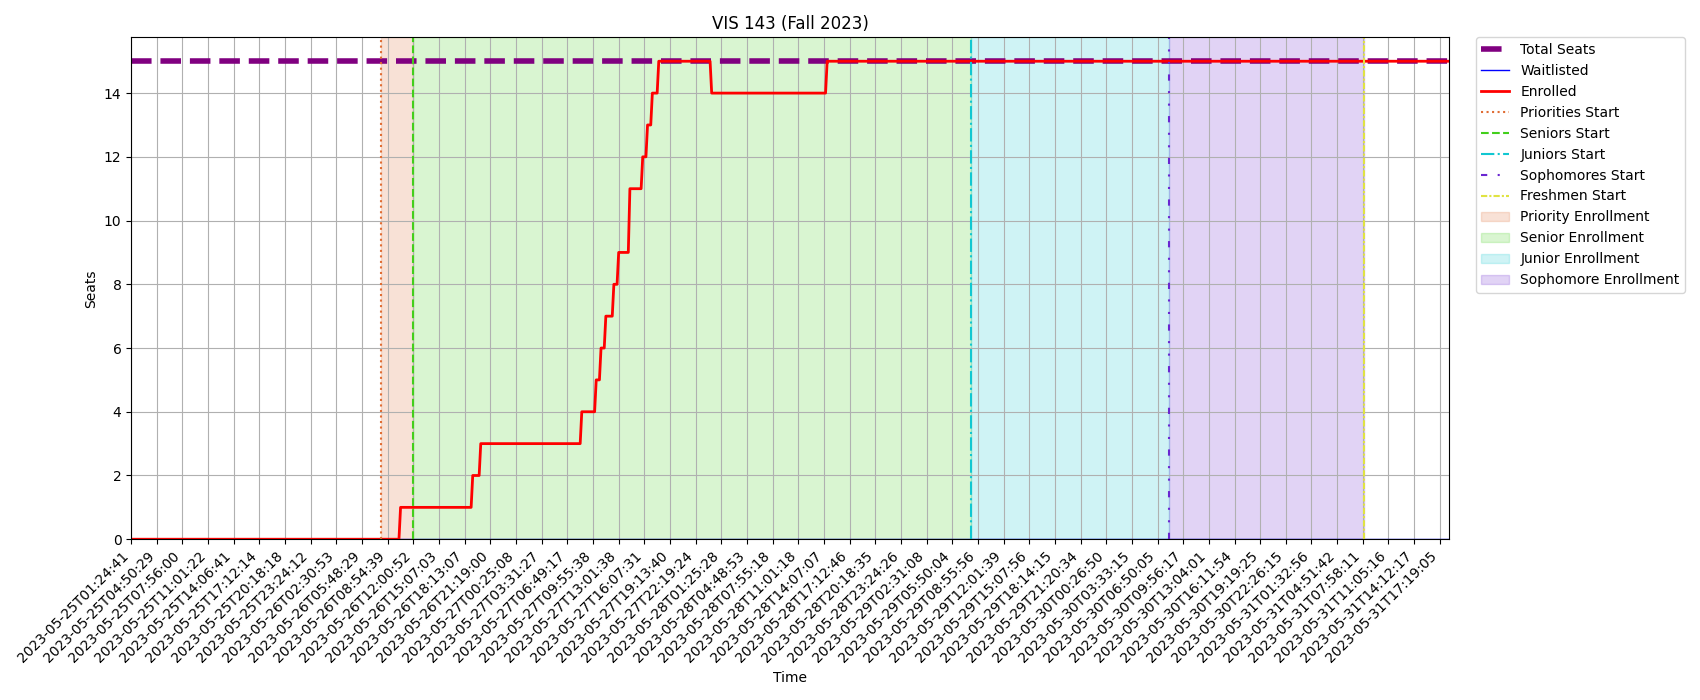 VIS 143 (Fall 2023)
Total Seats
Waitlisted
Enrolled
Priorities Start
Seniors Start
Juniors Start
Sophomores Start
Freshmen Start
Priority Enrollment
Senior Enrollment
Junior Enrollment
Sophomore Enrollment
Seats
14
12
10
8
6
4
2
0
2023-05-25T01:24:41
2023-05-25T04:50:29
2023-05-25T07:56:00
2023-05-25T11:01:22
2023-05-25T14:06:41
2023-05-25T17:12:14
2023-05-25T20:18:18
2023-05-25T23:24:12
2023-05-26T02:30:53
2023-05-26T05:48:29
2023-05-26T08:54:39
2023-05-26T12:00:52
2023-05-26T15:07:03
2023-05-26T18:13:07
2023-05-26T21:19:00
2023-05-27T00:25:08
2023-05-27T03:31:27
2023-05-27T06:49:17
2023-05-27T09:55:38
2023-05-27T13:01:38
2023-05-27T16:07:31
2023-05-27T19:13:40
2023-05-27T22:19:24
2023-05-28T01:25:28
2023-05-28T04:48:53
2023-05-28T07:55:18
2023-05-28T11:01:18
2023-05-28T14:07:07
2023-05-28T17:12:46
2023-05-28T20:18:35
2023-05-28T23:24:26
2023-05-29T02:31:08
2023-05-29T05:50:04
2023-05-29T08:55:56
2023-05-29T12:01:39
2023-05-29T15:07:56
2023-05-29T18:14:15
2023-05-29T21:20:34
2023-05-30T00:26:50
2023-05-30T03:33:15
2023-05-30T06:50:05
2023-05-30T09:56:17
2023-05-30T13:04:01
2023-05-30T16:11:54
2023-05-30T19:19:25
2023-05-30T22:26:15
2023-05-31T01:32:56
2023-05-31T04:51:42
2023-05-31T07:58:11
2023-05-31T11:05:16
2023-05-31T14:12:17
2023-05-31T17:19:05
Time